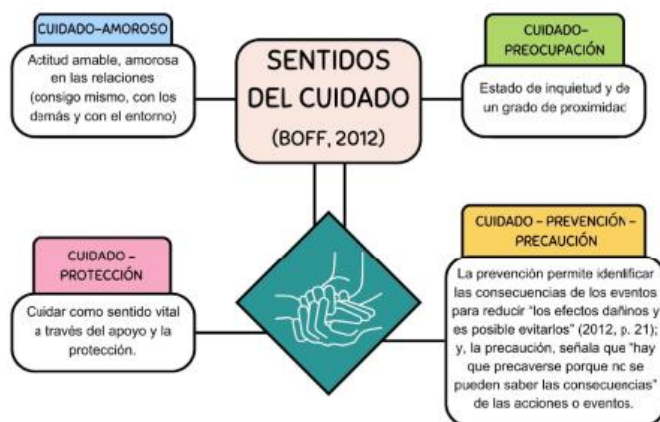 CUIDADO–AMOROSO
Actitud amable, amorosa
en las relaciones
(consigo mismo, con los
demás y con el entorno)
SENTIDOS
DEL CUIDADO
(BOFF, 2012)
CUIDADO–
PREOCUPACIÓN
Estado de inquietud y de
un grado de proximidad
CUIDADO –
PROTECCIÓN
Cuidar como sentido vital
a través del apoyo y la
protección.
CUIDADO – PREVENCIÓN –
PRECAUCIÓN
La prevención permite identificar
las consecuencias de los eventos
para reducir “los efectos dañinos y
es posible evitarlos” (2012, p. 21);
y, la precaución, señala que “hay
que precaverse porque no se
pueden saber las consecuencias”
de las acciones o eventos.